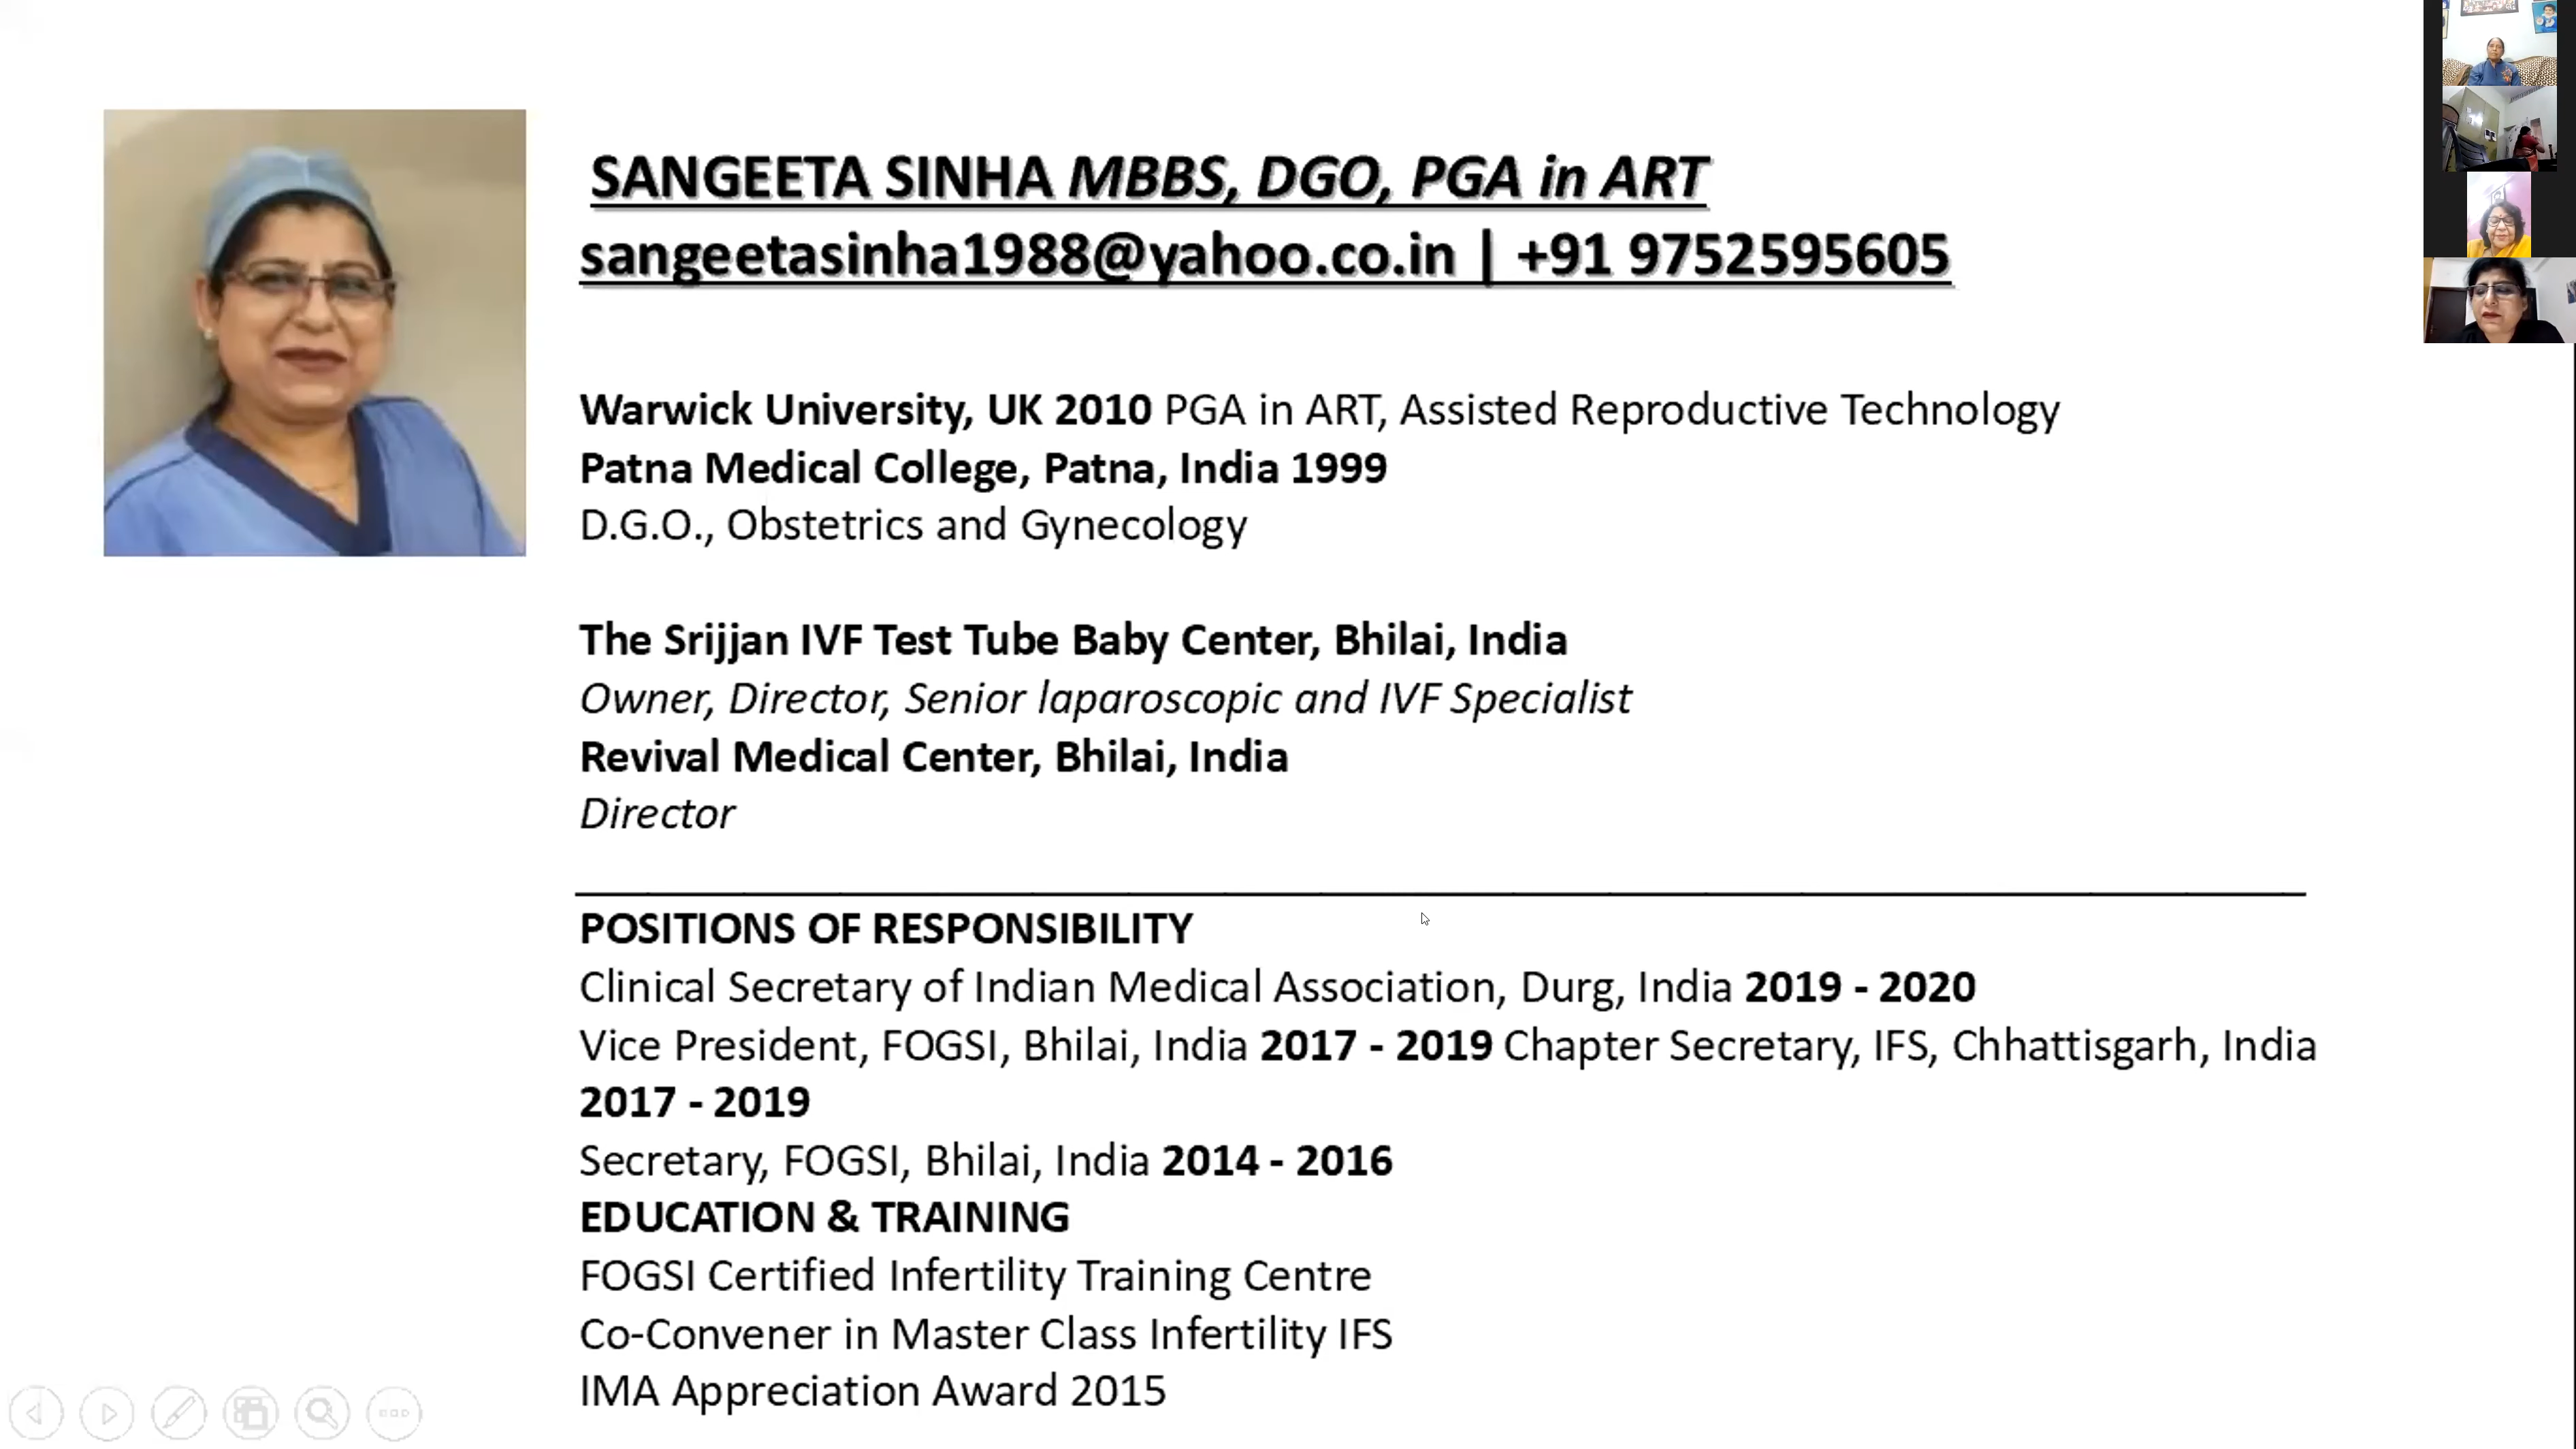 SANGEETA SINHA MBBS, DGO, PGA in ART
sangeetasinha1988@yahoo.co.in | +91 9752595605
Warwick University, UK 2010 PGA in ART, Assisted Reproductive Technology
Patna Medical College, Patna, India 1999
D.G.O., Obstetrics and Gynecology
The Srijjan IVF Test Tube Baby Center, Bhilai, India
Owner, Director, Senior laparoscopic and IVF Specialist
Revival Medical Center, Bhilai, India
Director
POSITIONS OF RESPONSIBILITY
Clinical Secretary of Indian Medical Association, Durg, India 2019 - 2020
Vice President, FOGSI, Bhilai, India 2017 - 2019 Chapter Secretary, IFS, Chhattisgarh, India
2017 - 2019
Secretary, FOGSI, Bhilai, India 2014 - 2016
EDUCATION & TRAINING
FOGSI Certified Infertility Training Centre
Co-Convener in Master Class Infertility IFS
IMA Appreciation Award 2015